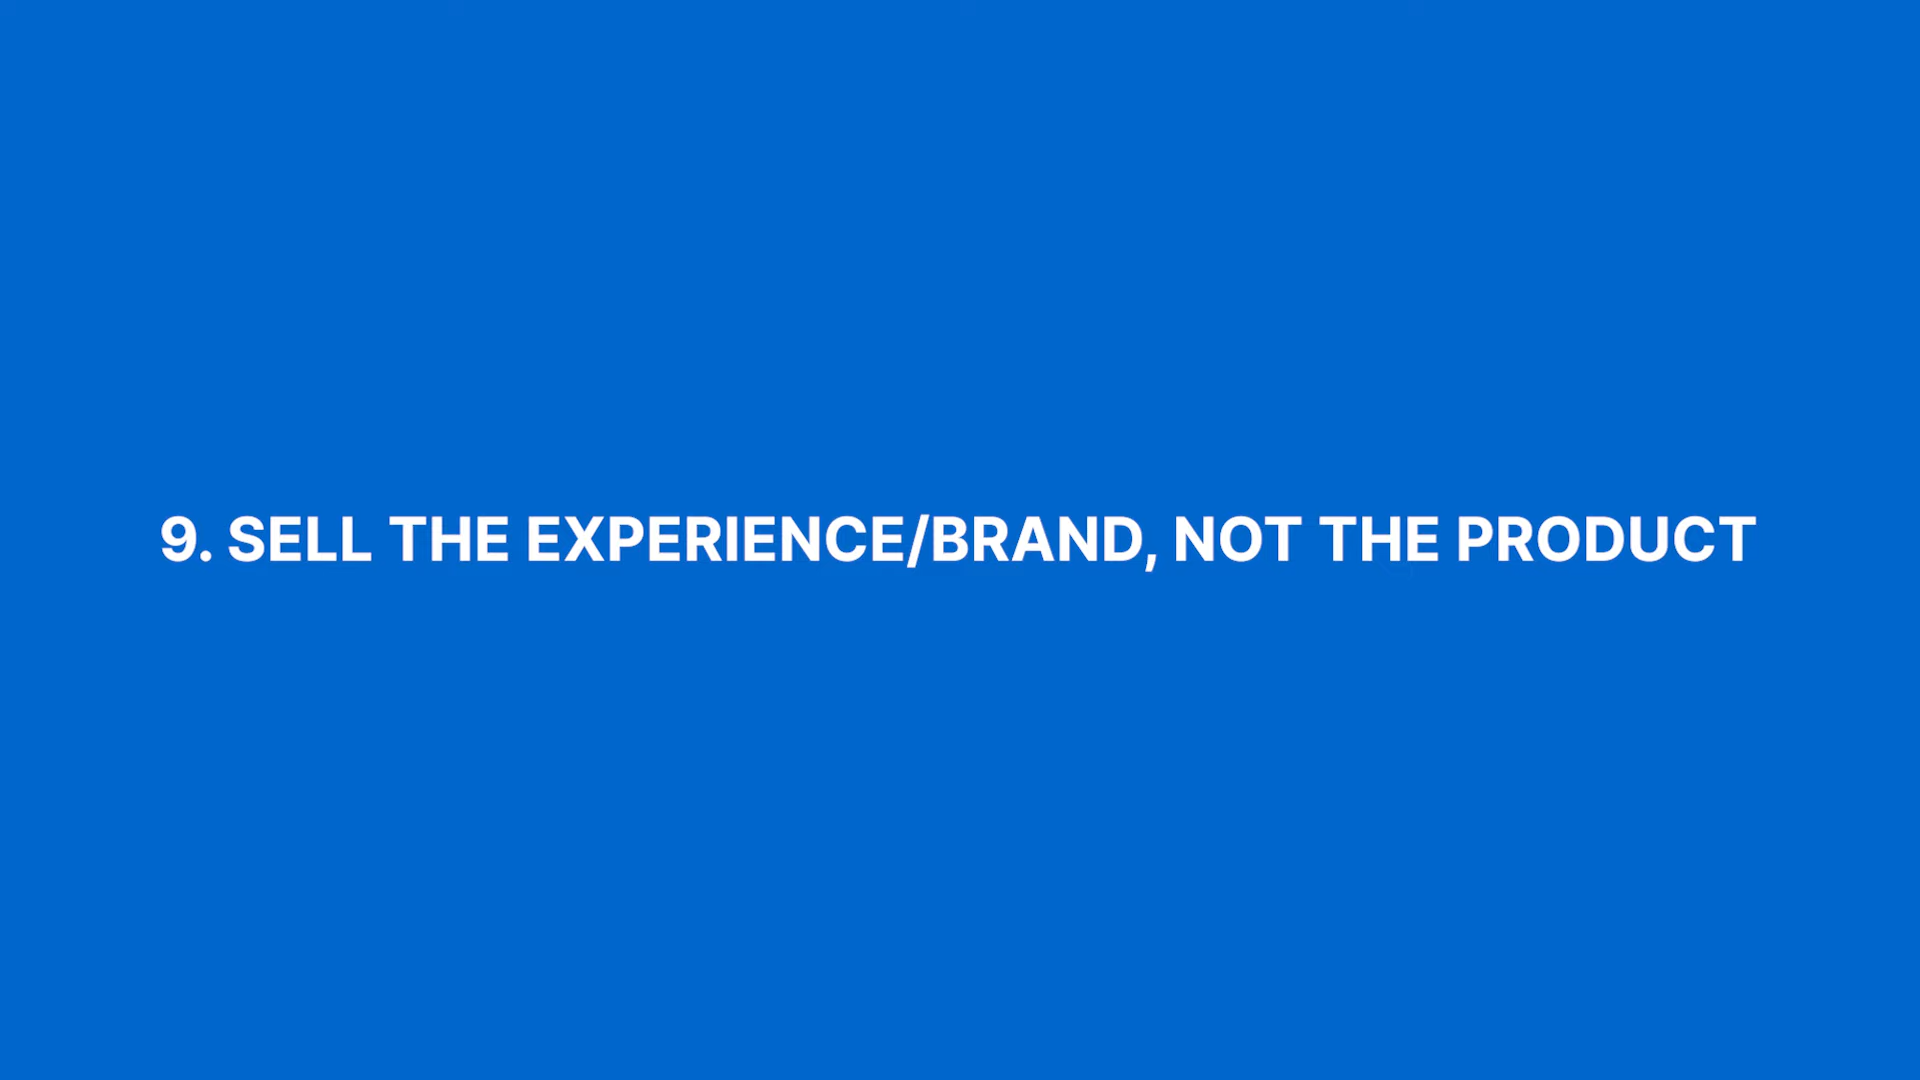 9. SELL THE EXPERIENCE/BRAND, NOT THE PRODUCT